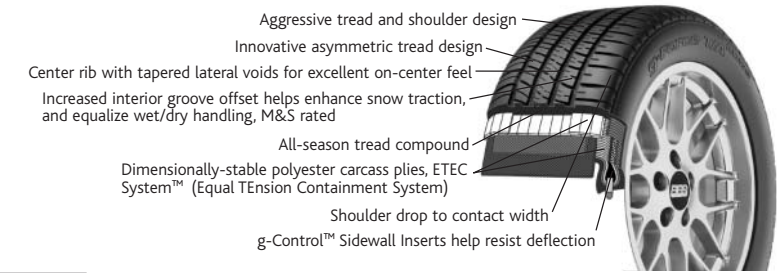 Aggressive tread and shoulder design
Innovative asymmetric tread design
Center rib with tapered lateral voids for excellent on-center feel
Increased interior groove offset helps enhance snow traction,
and equalize wet/dry handling, M&S rated
All-season tread compound
Dimensionally-stable polyester carcass plies, ETEC
System™ (Equal TEnsion Containment System)
Shoulder drop to contact width
g-Control™ Sidewall Inserts help resist deflection